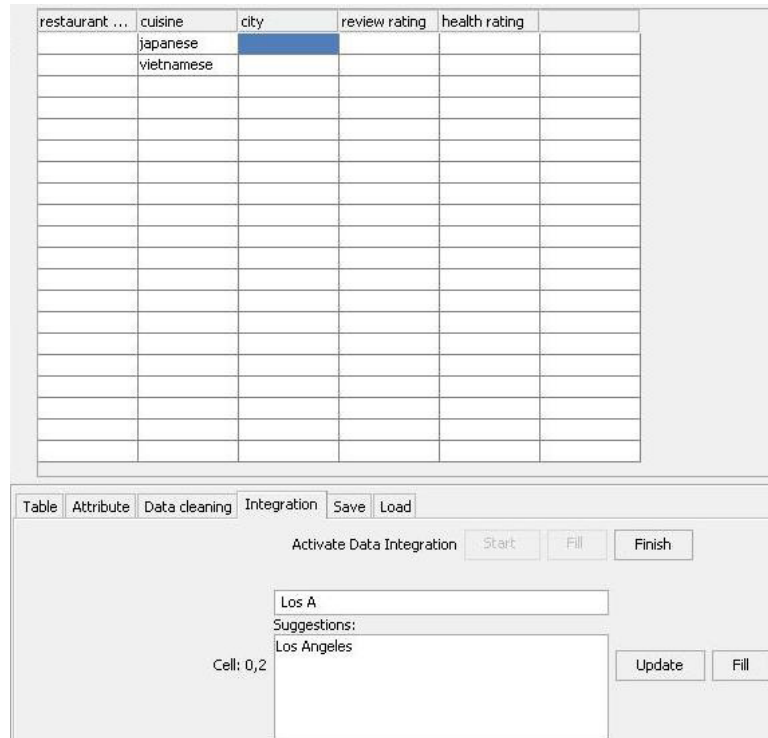 restaurant ... cuisine city review rating health rating
japanese
vietnamese
Table Attribute Data cleaning Integration Save Load
Activate Data Integration Start Fill Finish
Los A
Suggestions:
Los Angeles
Cell: 0,2 Update Fill